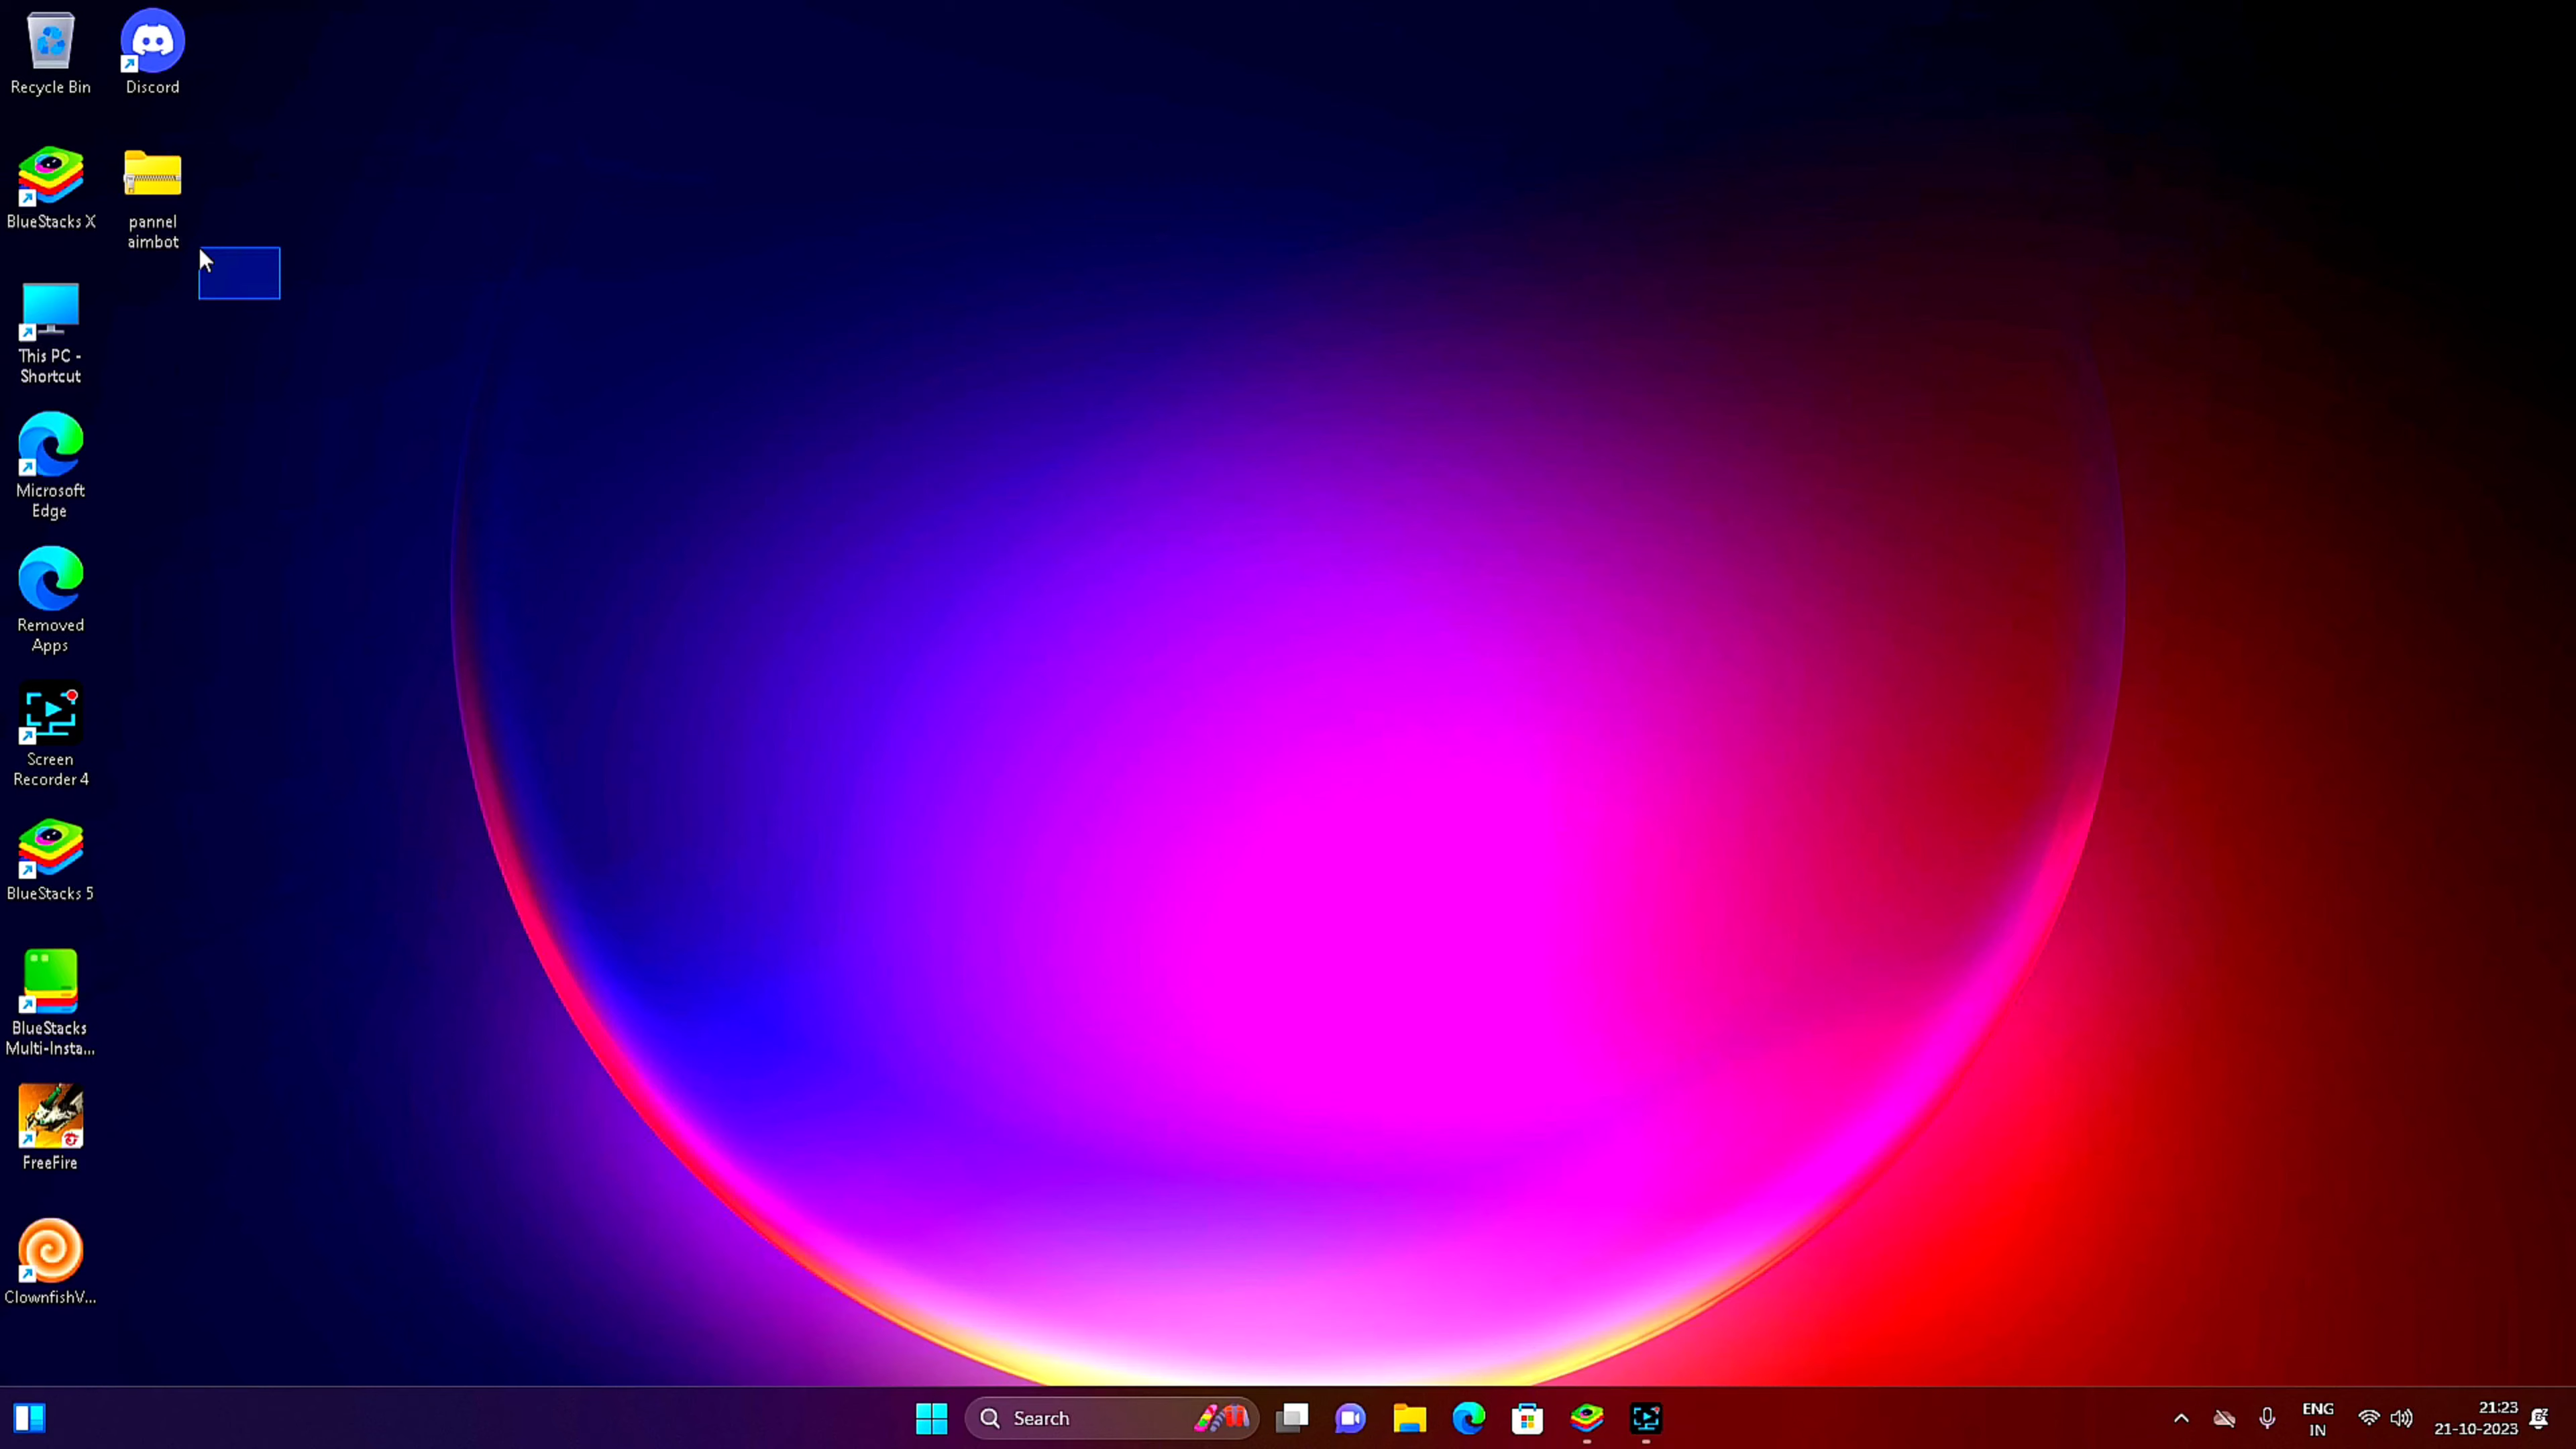 Recycle Bin
Discord
BlueStacks X
pannel
aimbot
This PC -
Shortcut
Microsoft
Edge
Removed
Apps
Screen
Recorder 4
BlueStacks 5
BlueStacks
Multi-Insta...
FreeFire
ClownfishV...
Search
ENG
IN
21:23
21-10-2023